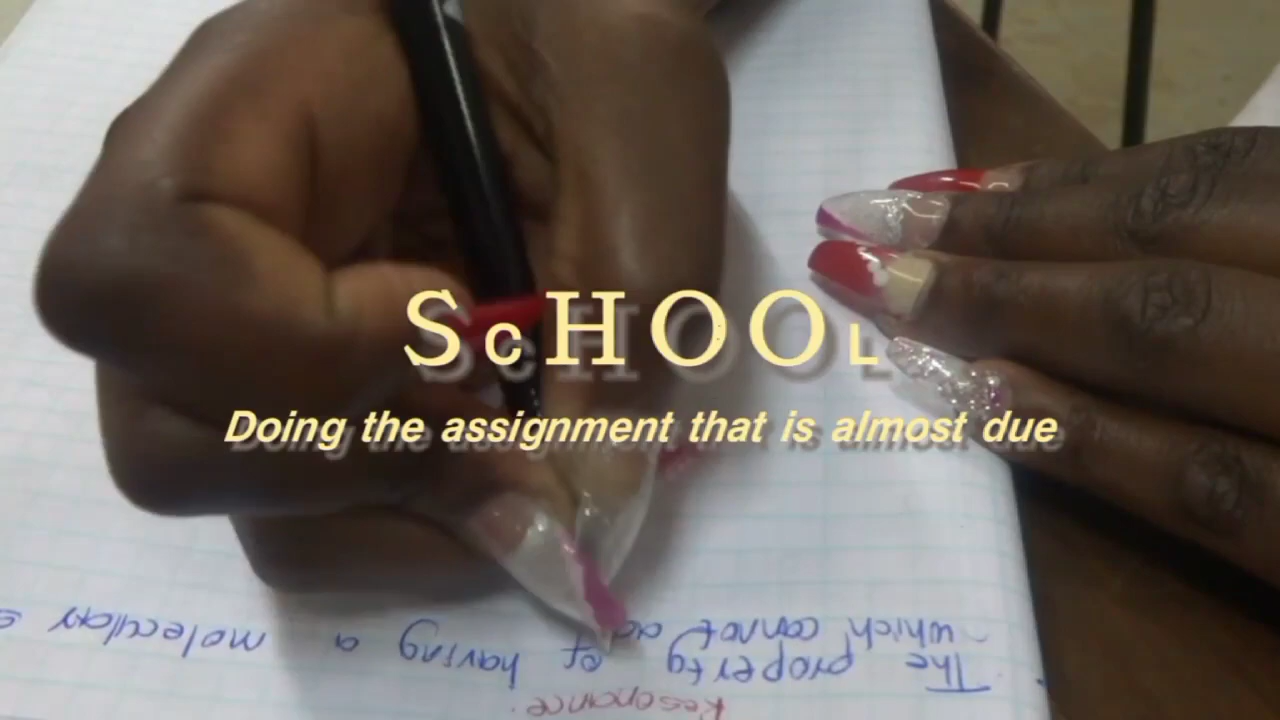 ScHOOL
Doing the assignment that is almost due
Resonance
The property of having a molecular
which cannot